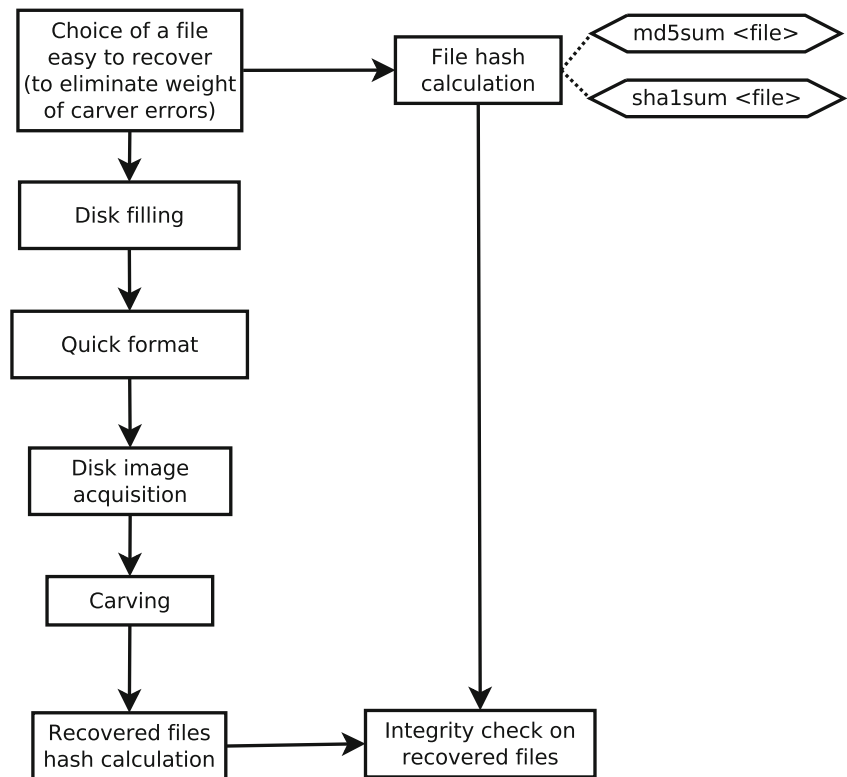 Choice of a file
easy to recover
(to eliminate weight
of carver errors)
File hash
calculation
md5sum <file>
sha1sum <file>
Disk filling
Quick format
Disk image
acquisition
Carving
Recovered files
hash calculation
Integrity check on
recovered files